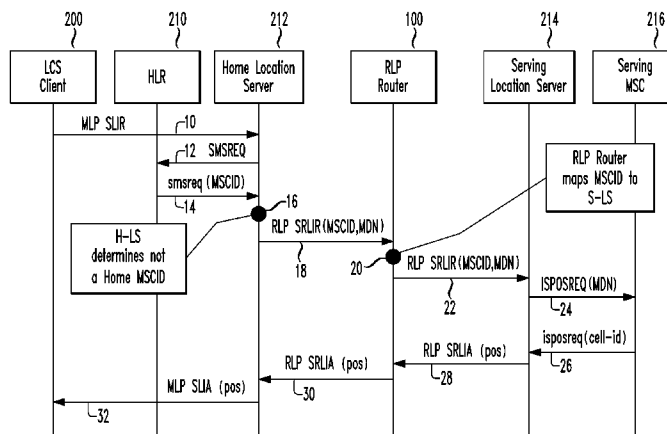 200
210
212
100
214
216
LCS
Client
HLR
Home Location
Server
RLP
Router
Serving
Location Server
Serving
MSC
MLP SLIR
10
12
SMSREQ
smsreq(MSCID)
14
16
RLP Router
maps MSCID to
S-LS
H-LS
determines not
a Home MSCID
RLP SRLIR(MSCID,MDN)
18
20
RLP SRLIR(MSCID,MDN)
22
ISPOSREQ(MDN)
24
isposreq(cell-id)
26
RLP SRLIA (pos)
28
RLP SRLIA (pos)
30
MLP SLIA (pos)
32